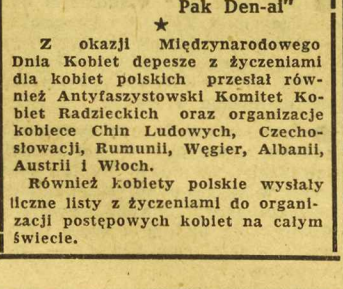 Pak Den-ai"
★
Z okazji Międzynarodowego
Dnia Kobiet depesze z życzeniami
dla kobiet polskich przesłał rów-
nież Antyfaszystowski Komitet Ko-
biet Radzieckich oraz organizacje
kobiece Chin Ludowych, Czecho-
słowacji, Rumunii, Węgier, Albanii,
Austrii i Włoch.
Również kobiety polskie wysłały
liczne listy z życzeniami do organi-
zacji postępowych kobiet na całym
świecie.